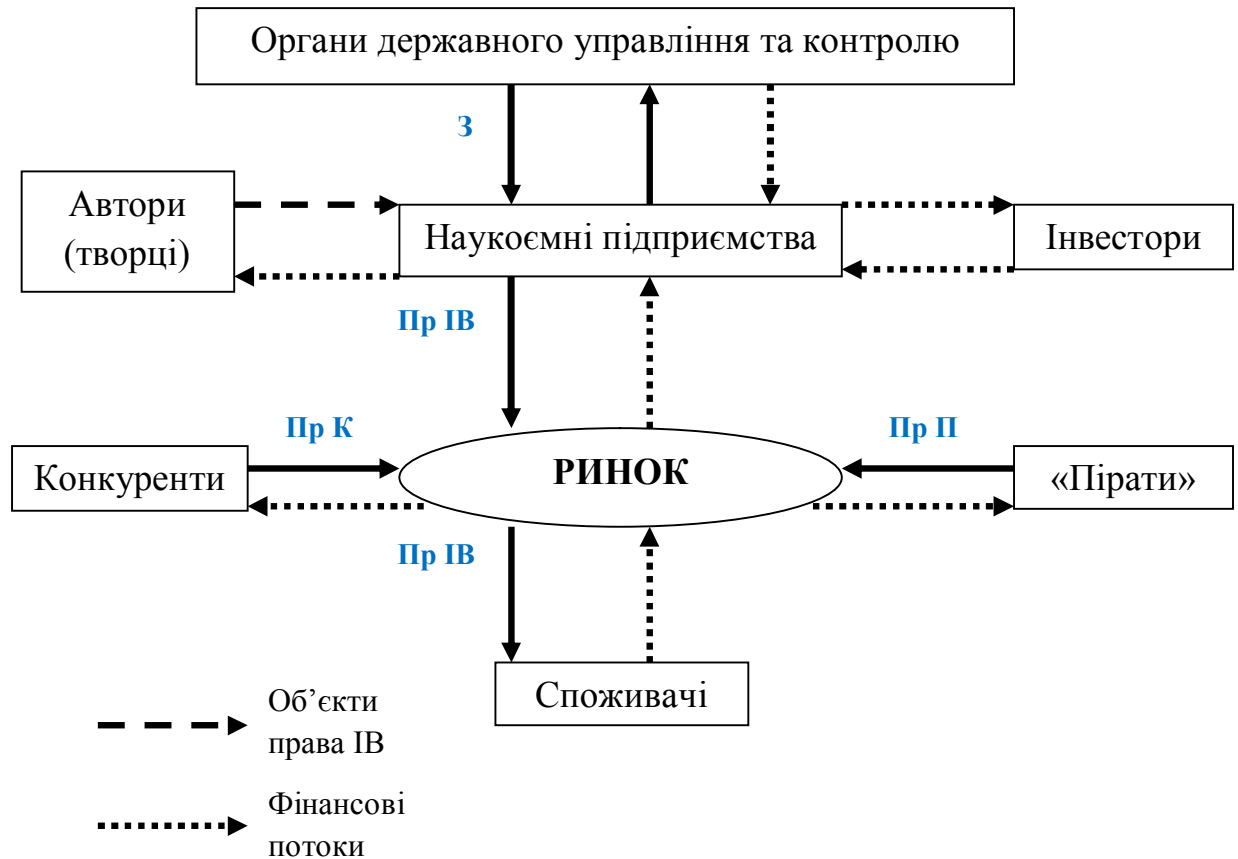 Органи державного управління та контролю
З
Автори
(творці)
Наукоємні підприємства
Інвестори
Пр ІВ
Пр К
Пр П
Конкуренти
РИНОК
«Пірати»
Пр ІВ
Споживачі
Об’єкти
права ІВ
Фінансові
потоки